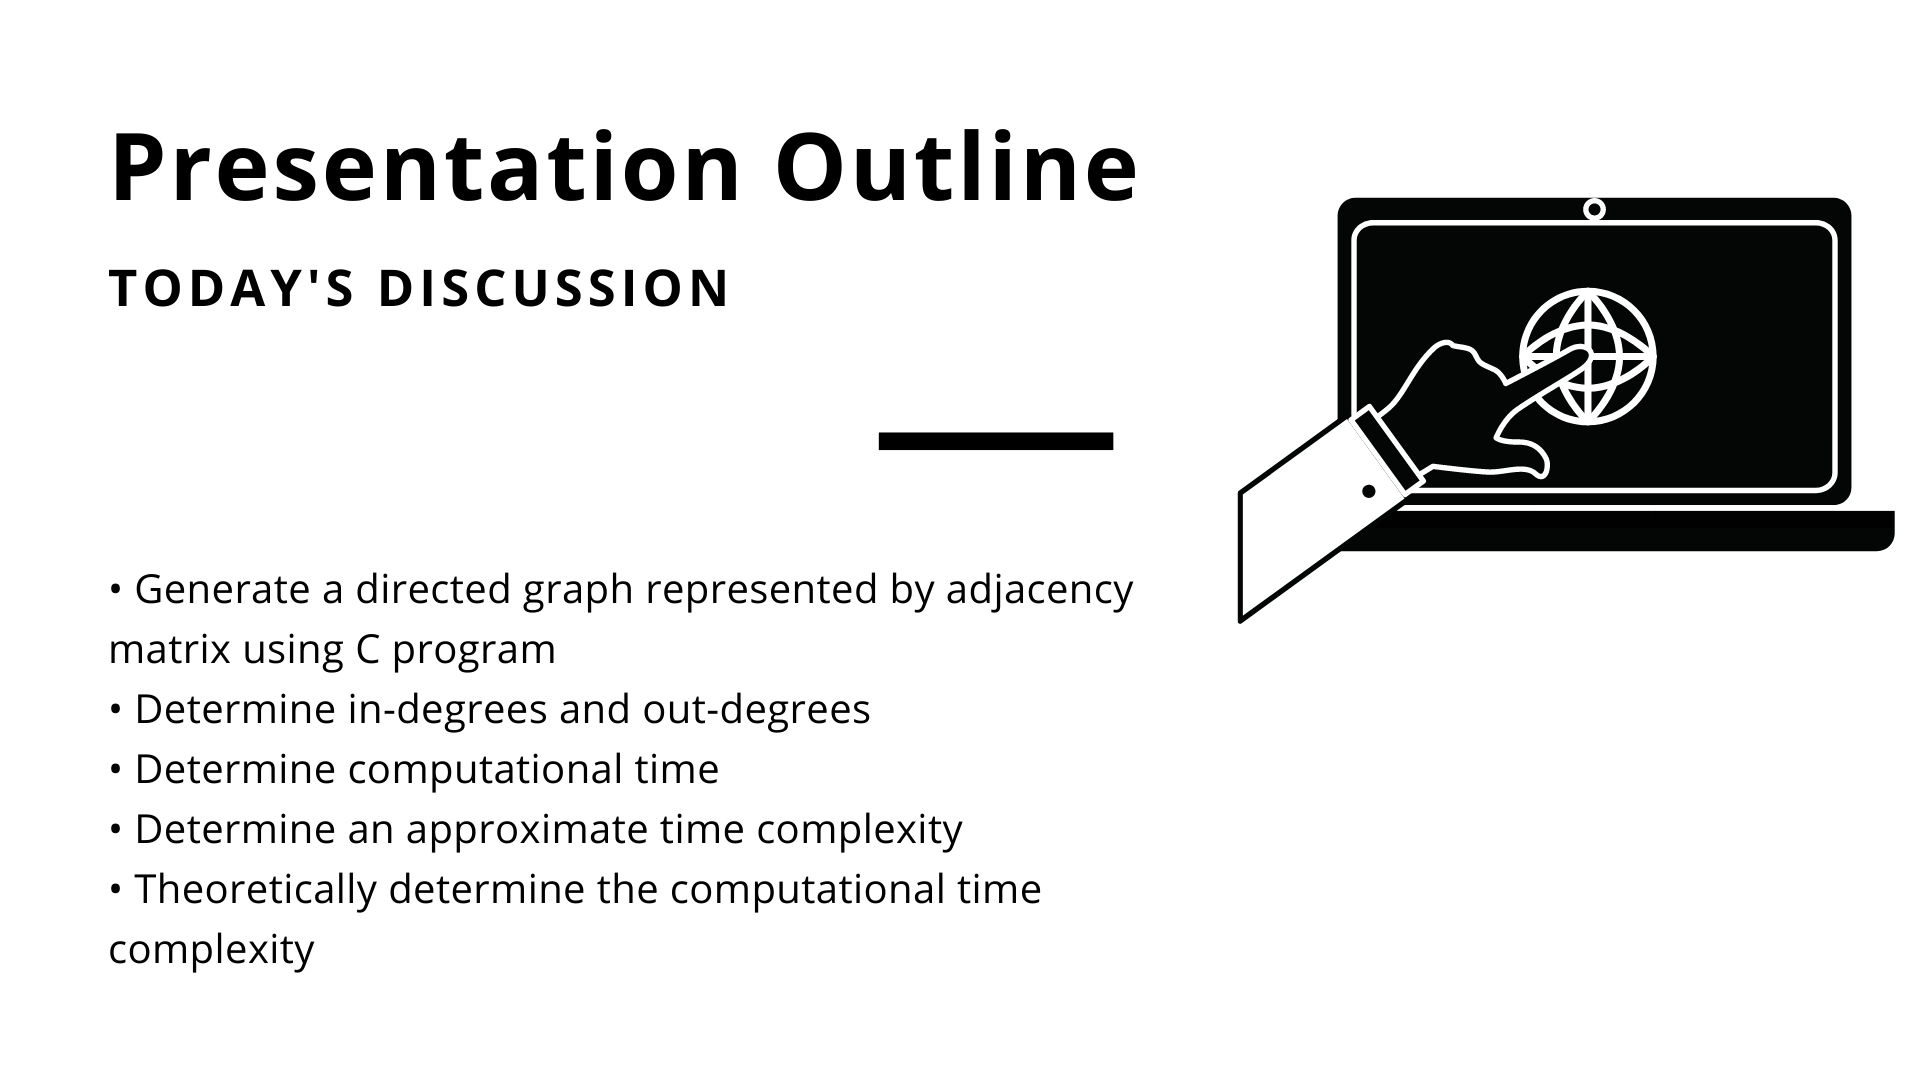 Presentation Outline
TODAY'S DISCUSSION
• Generate a directed graph represented by adjacency
matrix using C program
• Determine in-degrees and out-degrees
• Determine computational time
• Determine an approximate time complexity
• Theoretically determine the computational time
complexity